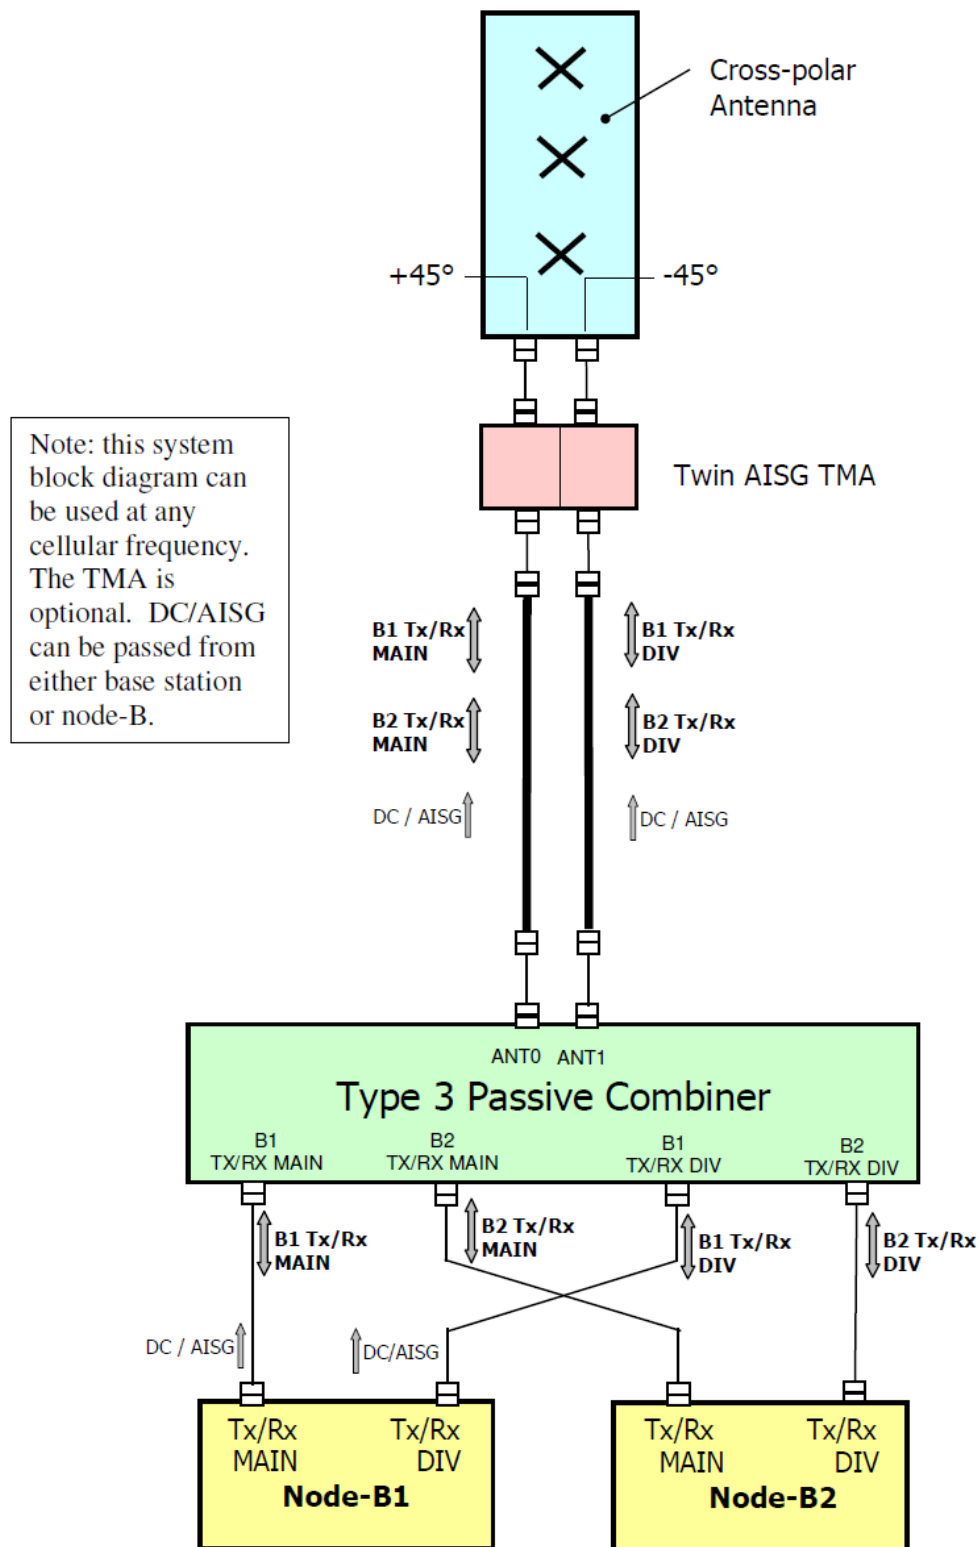 Cross-polar
Antenna
+45°
-45°
Note: this system
block diagram can
be used at any
cellular frequency.
The TMA is
optional.  DC/AISG
can be passed from
either base station
or node-B.
Twin AISG TMA
B1 Tx/Rx
MAIN
B1 Tx/Rx
DIV
B2 Tx/Rx
MAIN
B2 Tx/Rx
DIV
DC / AISG
DC / AISG
ANT0
ANT1
Type 3 Passive Combiner
B1
TX/RX MAIN
B2
TX/RX MAIN
B1
TX/RX DIV
B2
TX/RX DIV
B1 Tx/Rx
MAIN
B2 Tx/Rx
MAIN
B1 Tx/Rx
DIV
B2 Tx/Rx
DIV
DC / AISG
DC/AISG
Tx/Rx
MAIN
Tx/Rx
DIV
Node-B1
Tx/Rx
MAIN
Tx/Rx
DIV
Node-B2